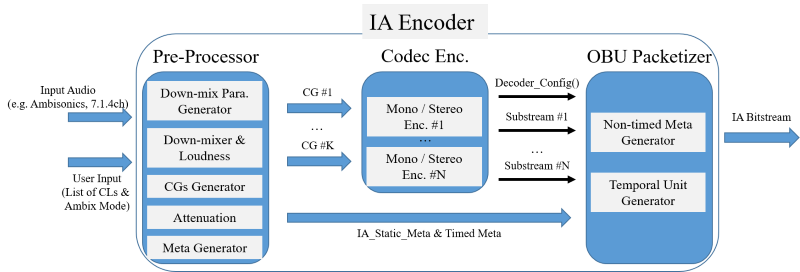 IA Encoder
Pre-Processor
Codec Enc.
OBU Packetizer
Input Audio
(e.g. Ambisonics, 7.1.4ch)
User Input
(List of CLs &
Ambix Mode)
Down-mix Para.
Generator
Down-mixer &
Loudness
CGs Generator
Attenuation
Meta Generator
CG #1
…
CG #K
Mono / Stereo
Enc. #1
…
Mono / Stereo
Enc. #N
Decoder_Config()
Substream #1
…
Substream #N
IA_Static_Meta & Timed Meta
Non-timed Meta
Generator
Temporal Unit
Generator
IA Bitstream